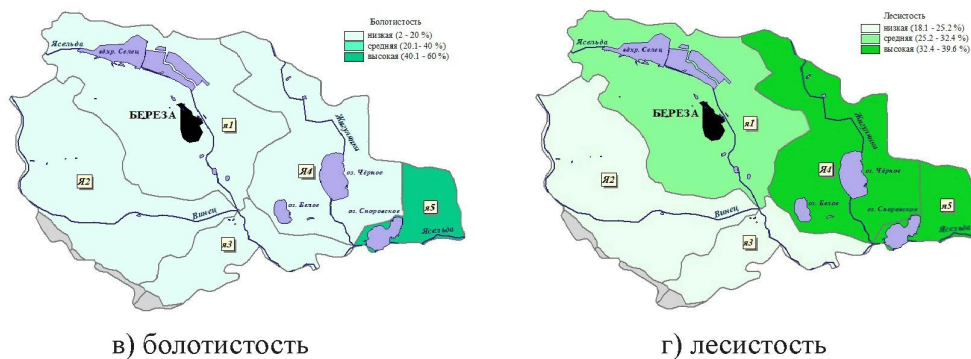 Болотистость
низкая (2 - 20 %)
средняя (20.1- 40 %)
высокая (40.1 - 60 %)
Ясельда
вдхр. Селец
БЕРЕЗА
я1
Жигулянка
Я2
Я4
оз. Чёрное
я5
Винец
оз. Белое
оз. Споровское
Ясельда
я3
в) болотистость
Лесистость
низкая (18.1 - 25.2 %)
средняя (25.2 - 32.4 %)
высокая (32.4 - 39.6 %)
Ясельда
вдхр. Селец
БЕРЕЗА
я1
Жигулянка
Я2
Я4
оз. Чёрное
я5
Винец
оз. Белое
оз. Споровское
Ясельда
я3
г) лесистость